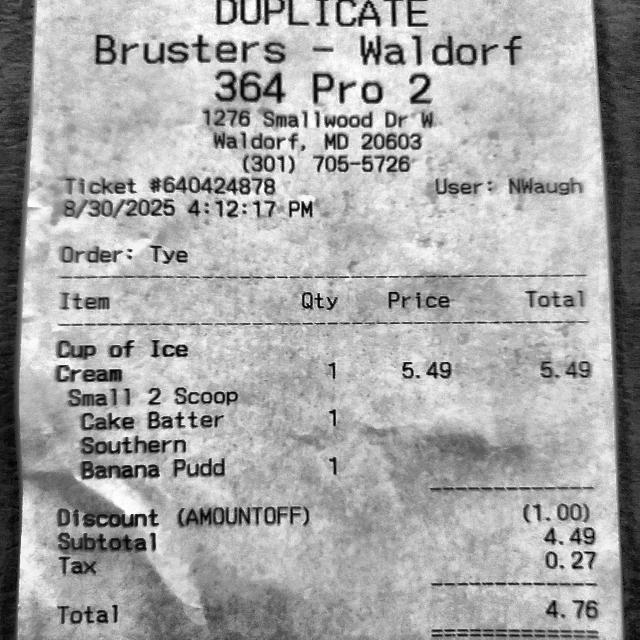 DUPLICATE
Brusters - Waldorf
364 Pro 2
1276 Smallwood Dr W
Waldorf, MD 20603
(301) 705-5726
Ticket #640424878 User: NWaugh
8/30/2025 4:12:17 PM
Order: Tye
Item Qty Price Total
Cup of Ice
Cream 1 5.49 5.49
Small 2 Scoop
Cake Batter 1
Southern
Banana Pudd 1
Discount (AMOUNTOFF) (1.00)
Subtotal 4.49
Tax 0.27
Total 4.76